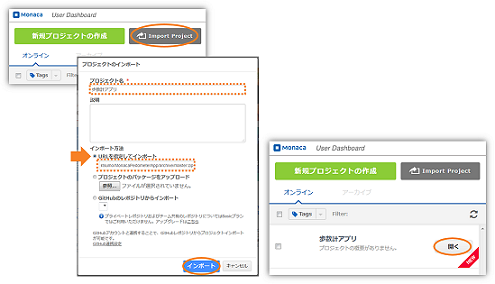 Monaca User Dashboard
新規プロジェクトの作成
Import Project
オンライン
アーカイブ
Tags
Filter:
プロジェクトのインポート
プロジェクト名 *
歩数計アプリ
説明
インポート方法
URLを指定してインポート
プロジェクトのパッケージをアップロード
参照... ファイルが選択されていません。
GitHubのレポジトリからインポート
インポート
キャンセル
Monaca User Dashboard
新規プロジェクトの作成
Import Project
オンライン
アーカイブ
Tags
Filter:
歩数計アプリ
プロジェクトの概要がありません。
開く
NEW